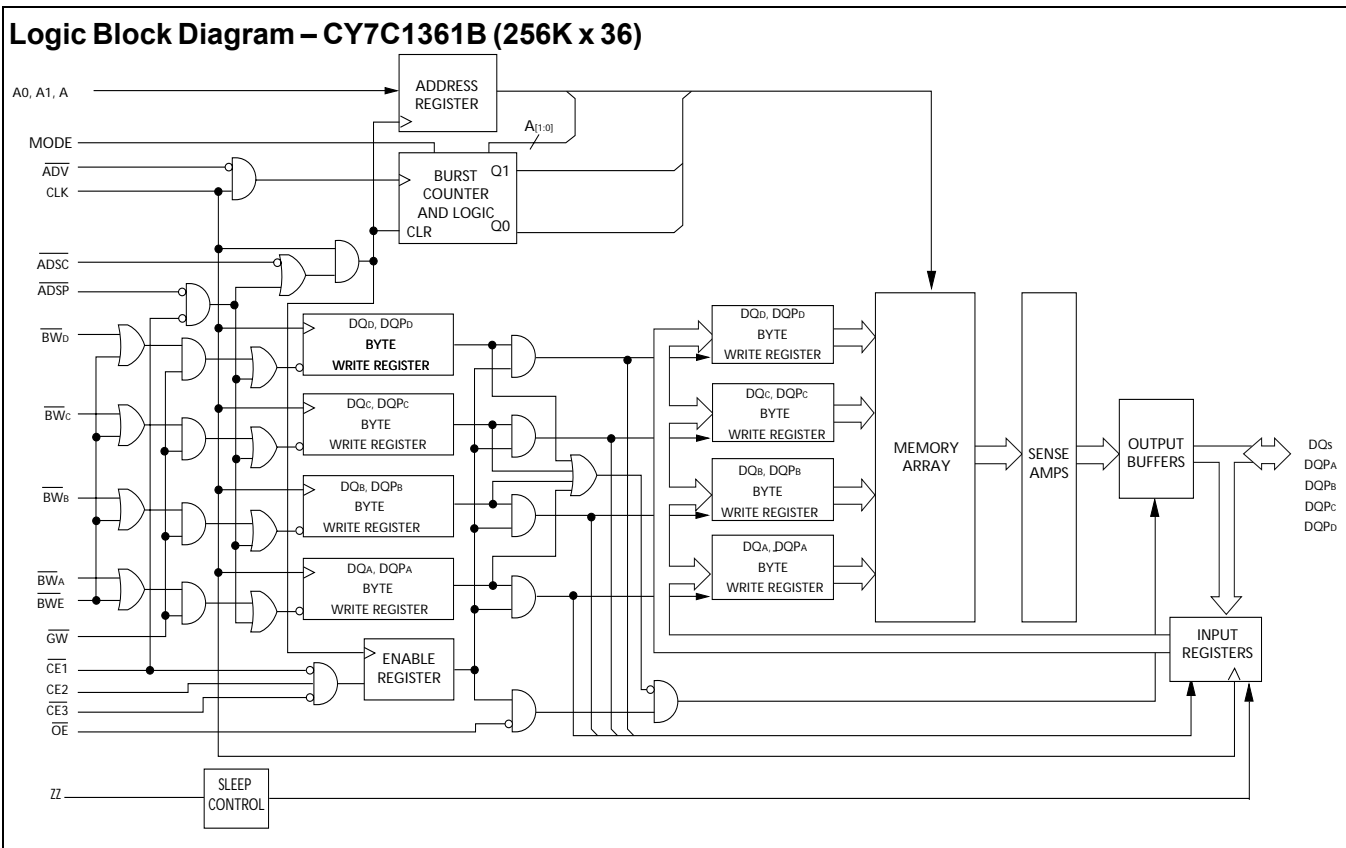 Logic Block Diagram – CY7C1361B (256K x 36)
A0, A1, A
ADDRESS
REGISTER
A[1:0]
MODE
ADV
CLK
BURST
COUNTER
AND LOGIC
CLR
Q1
Q0
ADSC
ADSP
BWD
DQD, DQPD
BYTE
WRITE REGISTER
DQD, DQPD
BYTE
WRITE REGISTER
BWC
DQC, DQPC
BYTE
WRITE REGISTER
DQC, DQPC
BYTE
WRITE REGISTER
MEMORY
ARRAY
SENSE
AMPS
OUTPUT
BUFFERS
DQS
DQPA
DQPB
DQPC
DQPD
BWB
DQB, DQPB
BYTE
WRITE REGISTER
DQB, DQPB
BYTE
WRITE REGISTER
BWA
BWE
DQA, DQPA
BYTE
WRITE REGISTER
DQA, DQPA
BYTE
WRITE REGISTER
GW
CE1
CE2
CE3
OE
ENABLE
REGISTER
INPUT
REGISTERS
ZZ
SLEEP
CONTROL